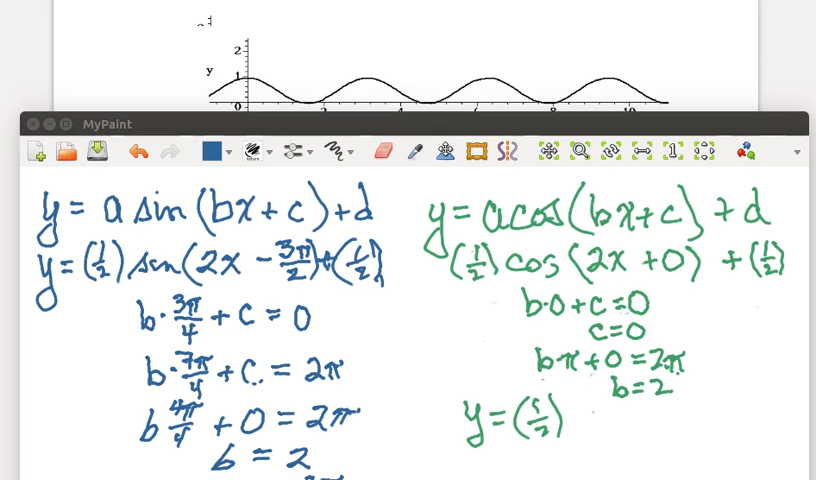 2
y
1
0
2 4 6 8 10
MyPaint
y = a sin(bx + c) + d
y = (1/2) sin(2x - 3π/2) + (1/2)
b · 3π/4 + c = 0
b · 7π/4 + c = 2π
b 4π/4 + 0 = 2π
b = 2
y = a cos(bx + c) + d
(1/2) cos(2x + 0) + (1/2)
b·0 + c = 0
c = 0
b·π + 0 = 2π
b = 2
y = (1/2)